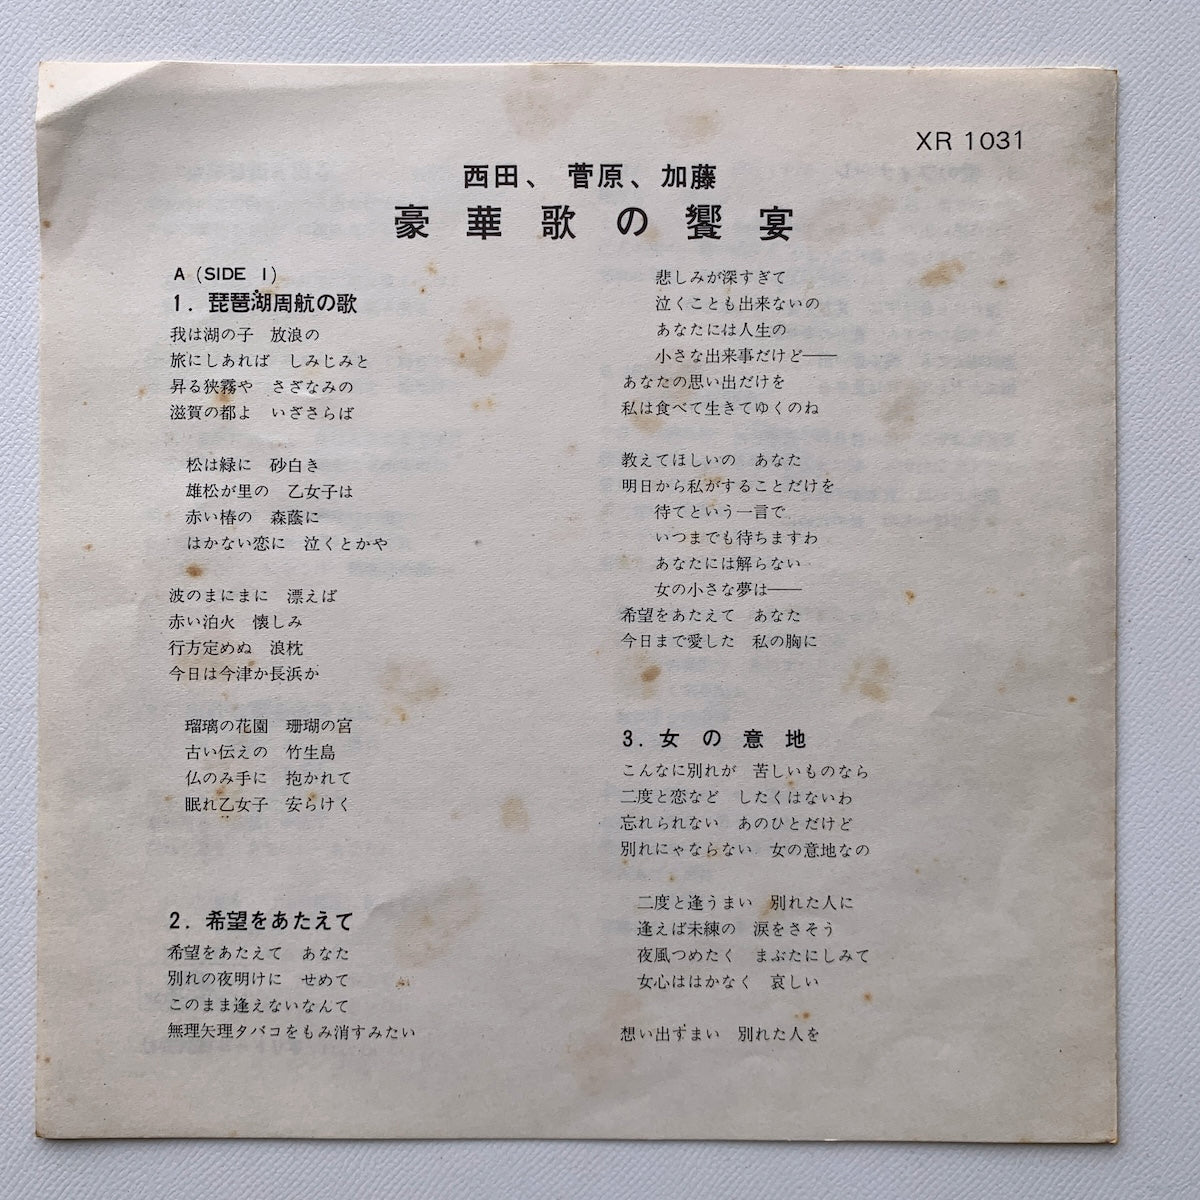 XR 1031
西田、菅原、加藤
豪華歌の饗宴
A (SIDE 1)
1. 琵琶湖周航の歌
我は湖の子　放浪の
旅にしあれば　しみじみと
昇る狭霧や　さざなみの
滋賀の都よ　いざさらば
松は緑に　砂白き
雄松が里の　乙女子は
赤い椿の　森蔭に
はかない恋に　泣くとかや
波のまにまに　漂えば
赤い泊火　懐しみ
行方定めぬ　浪枕
今日は今津か長浜か
瑠璃の花園　珊瑚の宮
古い伝えの　竹生島
仏のみ手に　抱かれて
眠れ乙女子　安らけく
2. 希望をあたえて
希望をあたえて　あなた
別れの夜明けに　せめて
このまま逢えないなんて
無理矢理タバコをもみ消すみたい
悲しみが深すぎて
泣くことも出来ないの
あなたには人生の
小さな出来事だけど——
あなたの思い出だけを
私は食べて生きてゆくのね
教えてほしいの　あなた
明日から私がすることだけを
待てという一言で
いつまでも待ちますわ
あなたには解らない
女の小さな夢は——
希望をあたえて　あなた
今日まで愛した　私の胸に
3. 女の意地
こんなに別れが　苦しいものなら
二度と恋など　したくはないわ
忘れられない　あのひとだけど
別れにゃならない　女の意地なの
二度と逢うまい　別れた人に
逢えば未練の　涙をさそう
夜風つめたく　まぶたにしみて
女心ははかなく　哀しい
想い出すまい　別れた人を